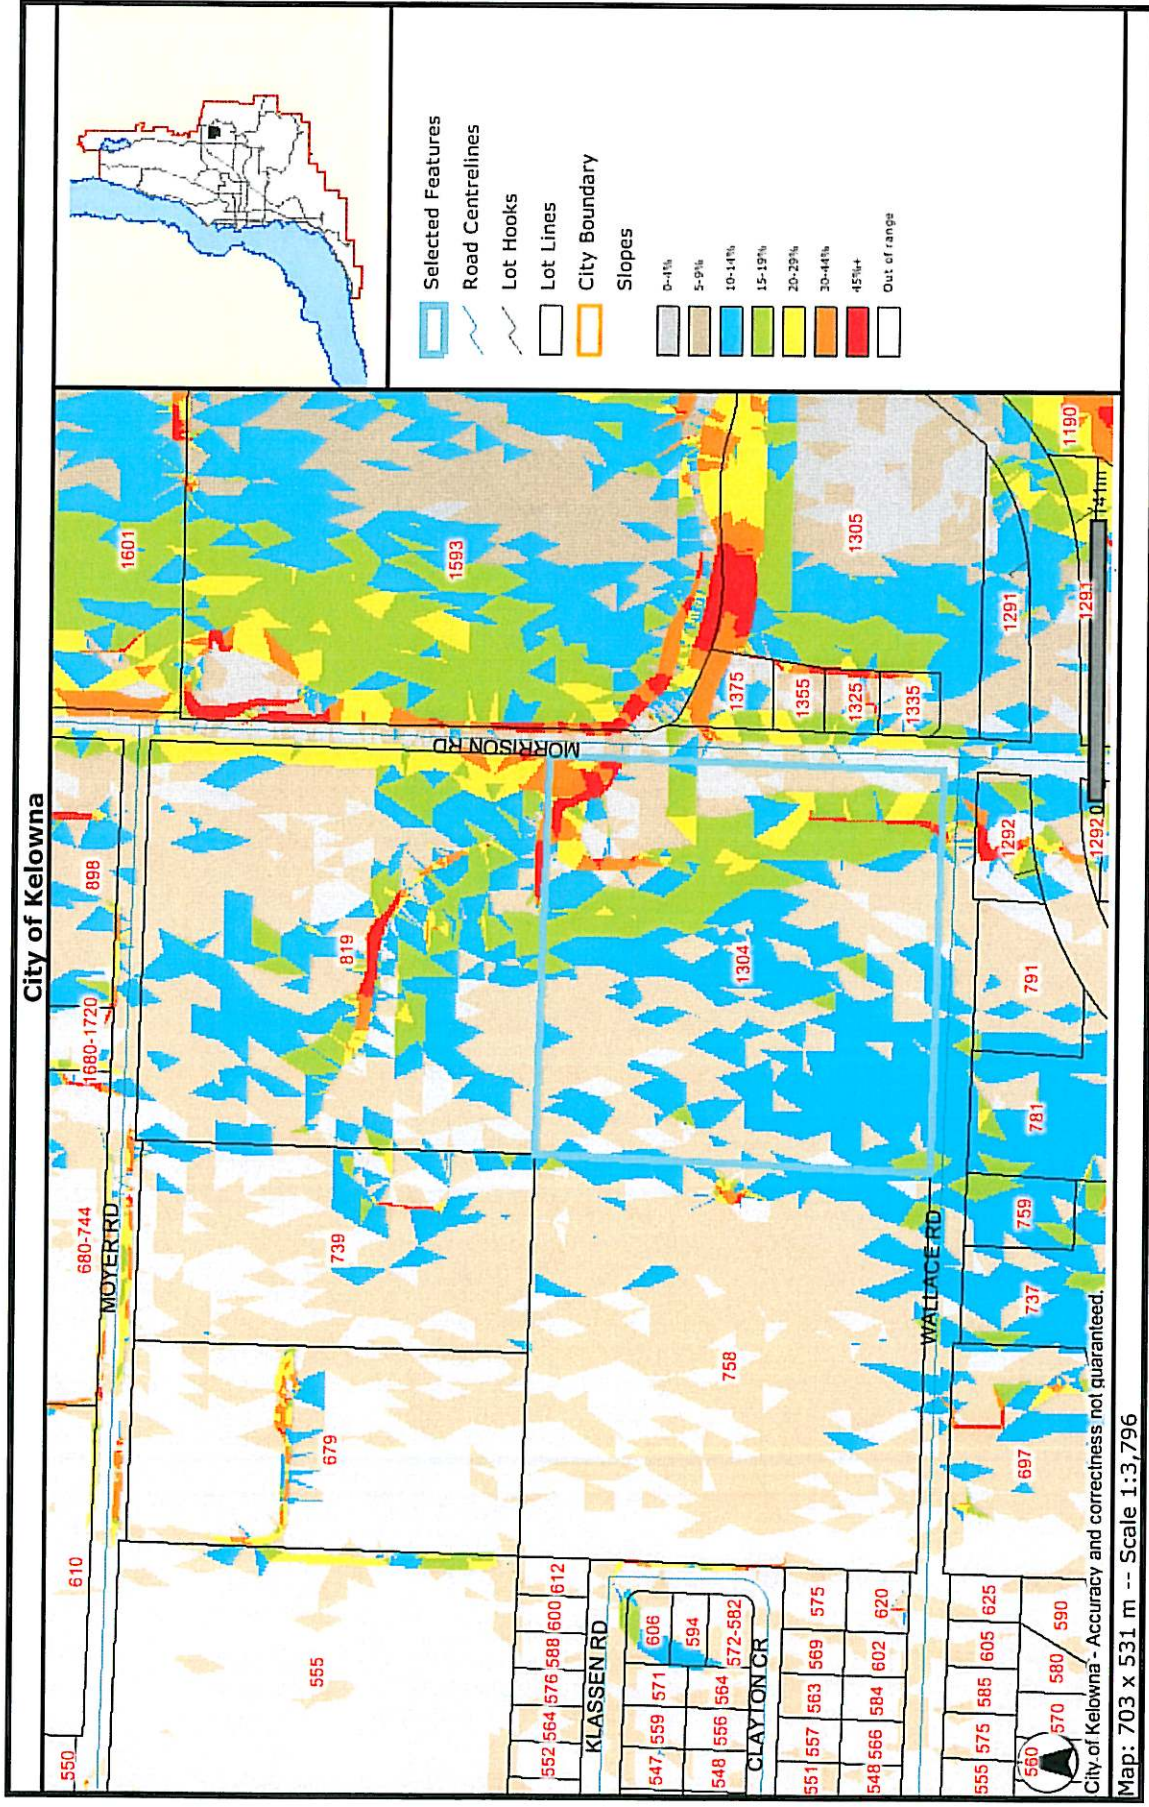 City of Kelowna
550
610
680-744
1680-1720
898
1601
MOYER RD
555
679
739
819
1593
MORRISON RD
552 564 576 588 600 612
KLASSEN RD
547 559 571 606
594
548 556 564 572-582
CLAYTON CR
758
1304
1375
1355
1325
1335
1305
551 557 563 569 575
548 566 584 602 620
WALLACE RD
555 575 585 605 625
560 570 580 590
697
737
759
781
791
1292
1292
1291
1291
1190
0
141m
City of Kelowna - Accuracy and correctness not guaranteed.
Map: 703 x 531 m -- Scale 1:3,796
Selected Features
Road Centrelines
Lot Hooks
Lot Lines
City Boundary
Slopes
0-4%
5-9%
10-14%
15-19%
20-29%
30-44%
45%+
Out of range